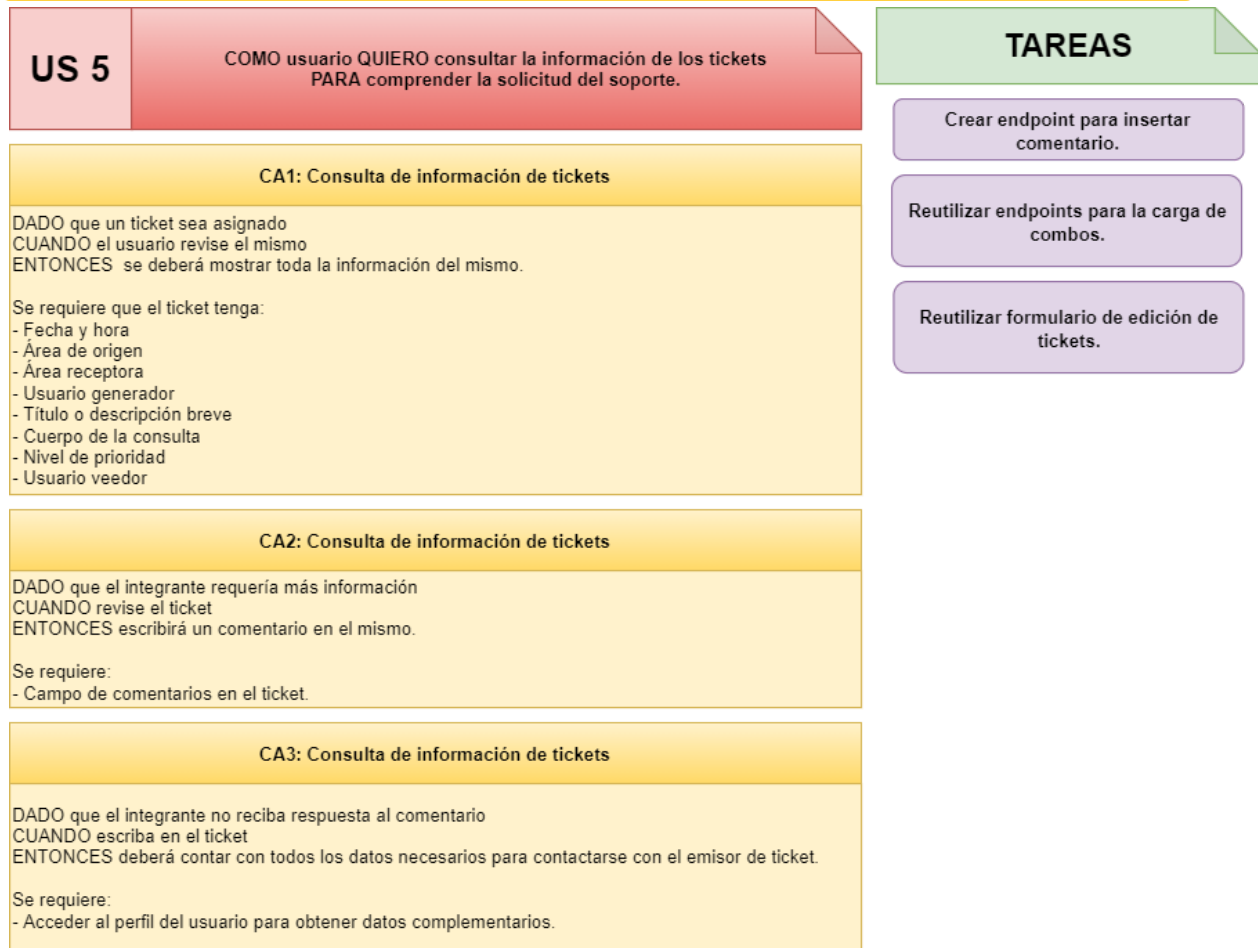 US 5
COMO usuario QUIERO consultar la información de los tickets
PARA comprender la solicitud del soporte.
TAREAS
Crear endpoint para insertar
comentario.
Reutilizar endpoints para la carga de
combos.
Reutilizar formulario de edición de
tickets.
CA1: Consulta de información de tickets
DADO que un ticket sea asignado
CUANDO el usuario revise el mismo
ENTONCES  se deberá mostrar toda la información del mismo.
Se requiere que el ticket tenga:
- Fecha y hora
- Área de origen
- Área receptora
- Usuario generador
- Título o descripción breve
- Cuerpo de la consulta
- Nivel de prioridad
- Usuario veedor
CA2: Consulta de información de tickets
DADO que el integrante requería más información
CUANDO revise el ticket
ENTONCES escribirá un comentario en el mismo.
Se requiere:
- Campo de comentarios en el ticket.
CA3: Consulta de información de tickets
DADO que el integrante no reciba respuesta al comentario
CUANDO escriba en el ticket
ENTONCES deberá contar con todos los datos necesarios para contactarse con el emisor de ticket.
Se requiere:
- Acceder al perfil del usuario para obtener datos complementarios.